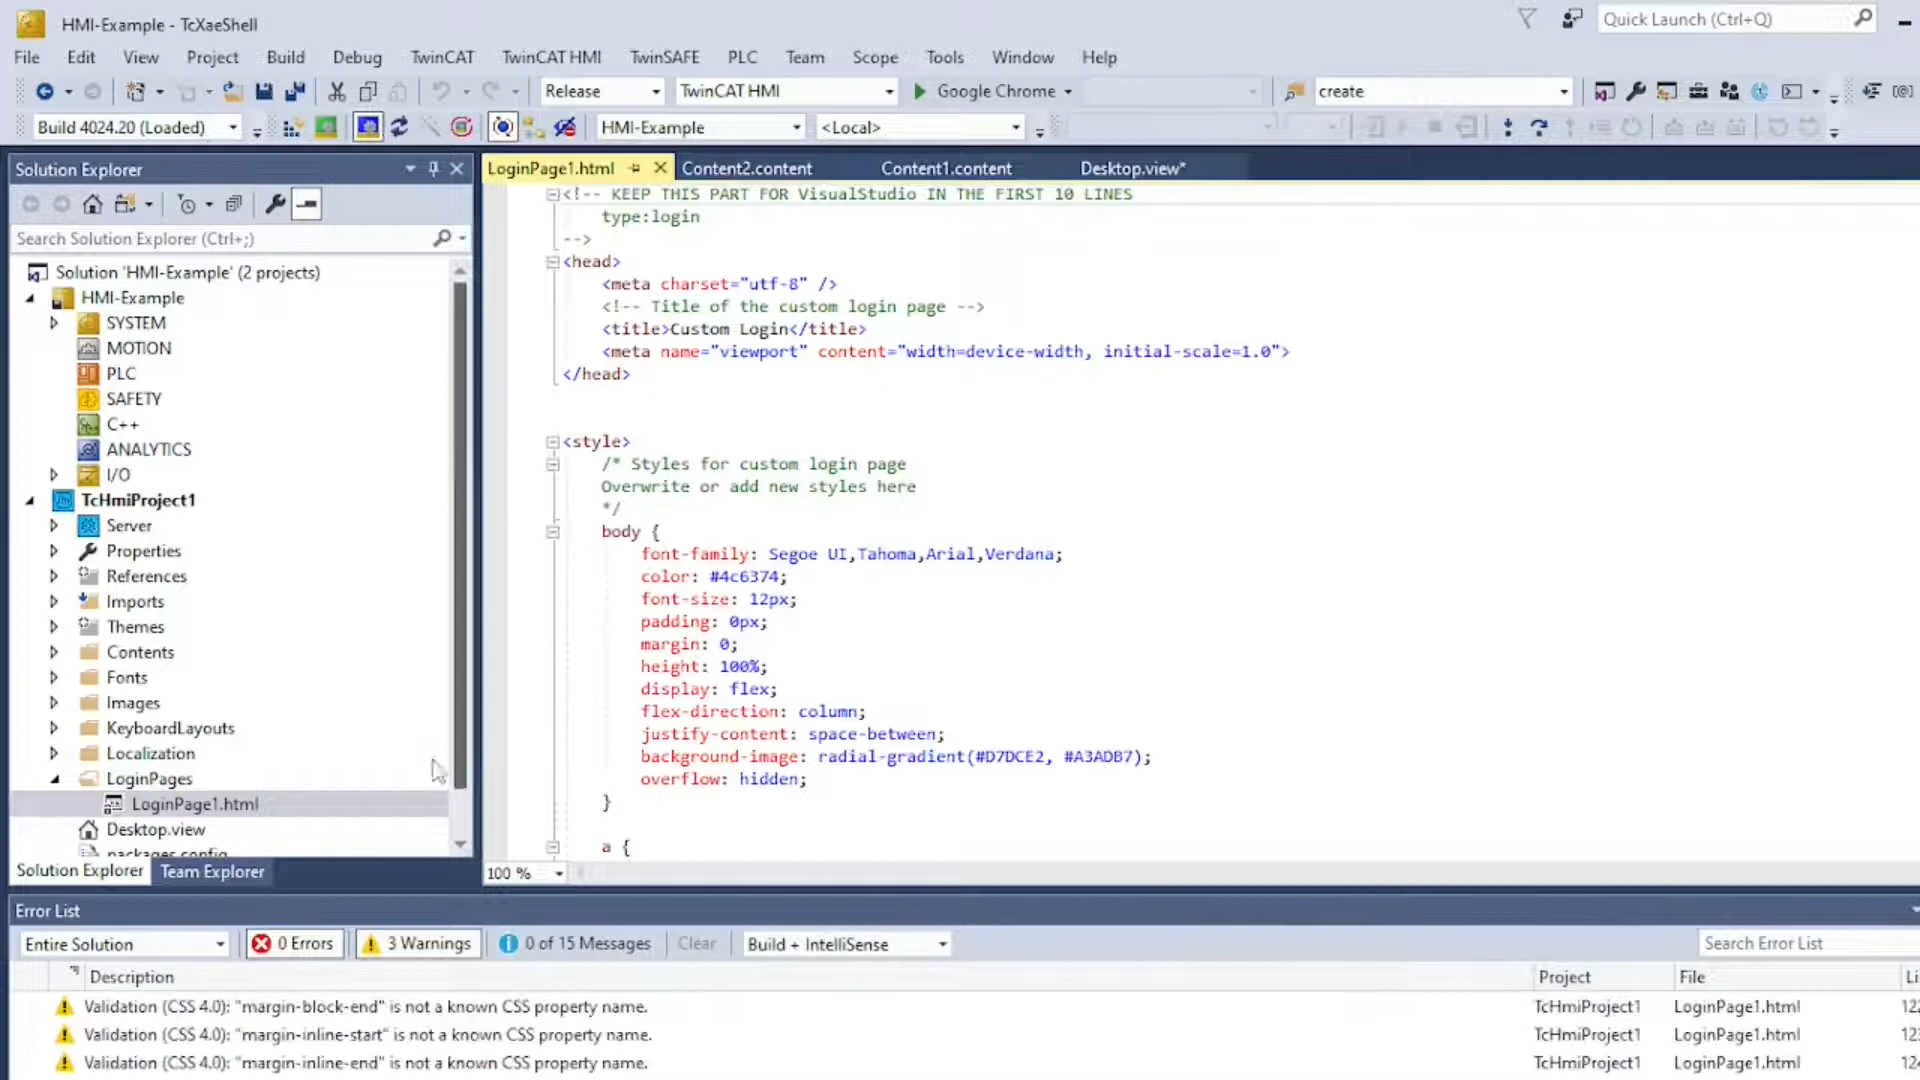 HMI-Example - TcXaeShell
Quick Launch (Ctrl+Q)
File Edit View Project Build Debug TwinCAT TwinCAT HMI TwinSAFE PLC Team Scope Tools Window Help
Release TwinCAT HMI Google Chrome create
Build 4024.20 (Loaded) HMI-Example <Local>
Solution Explorer
LoginPage1.html Content2.content Content1.content Desktop.view*
Search Solution Explorer (Ctrl+;)
Solution 'HMI-Example' (2 projects)
HMI-Example
SYSTEM
MOTION
PLC
SAFETY
C++
ANALYTICS
I/O
TcHmiProject1
Server
Properties
References
Imports
Themes
Contents
Fonts
Images
KeyboardLayouts
Localization
LoginPages
LoginPage1.html
Desktop.view
packages.config
Solution Explorer Team Explorer
<!-- KEEP THIS PART FOR VisualStudio IN THE FIRST 10 LINES
type:login
-->
<head>
<meta charset="utf-8" />
<!-- Title of the custom login page -->
<title>Custom Login</title>
<meta name="viewport" content="width=device-width, initial-scale=1.0">
</head>
<style>
/* Styles for custom login page
Overwrite or add new styles here
*/
body {
font-family: Segoe UI,Tahoma,Arial,Verdana;
color: #4c6374;
font-size: 12px;
padding: 0px;
margin: 0;
height: 100%;
display: flex;
flex-direction: column;
justify-content: space-between;
background-image: radial-gradient(#D7DCE2, #A3ADB7);
overflow: hidden;
}
a {
100 %
Error List
Entire Solution 0 Errors 3 Warnings 0 of 15 Messages Clear Build + IntelliSense Search Error List
Description Project File Li
Validation (CSS 4.0): "margin-block-end" is not a known CSS property name. TcHmiProject1 LoginPage1.html
Validation (CSS 4.0): "margin-inline-start" is not a known CSS property name. TcHmiProject1 LoginPage1.html
Validation (CSS 4.0): "margin-inline-end" is not a known CSS property name. TcHmiProject1 LoginPage1.html